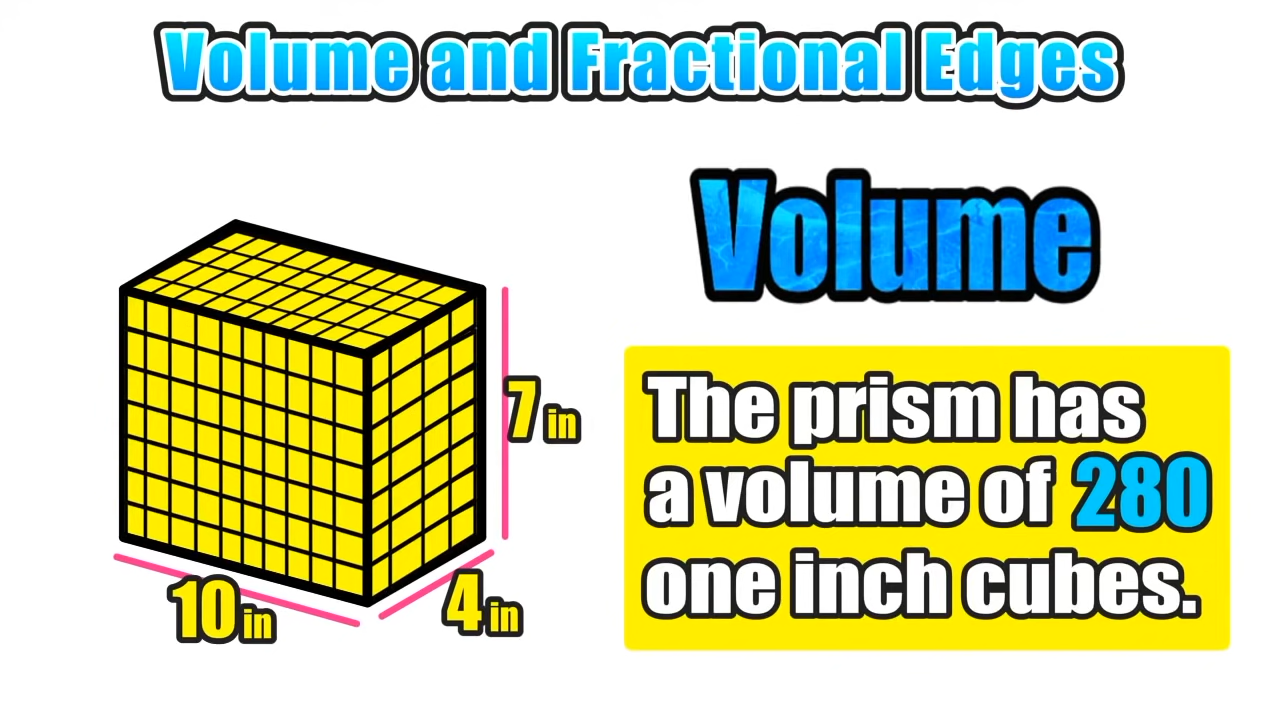 Volume and Fractional Edges
Volume
7 in
10 in
4 in
The prism has
a volume of 280
one inch cubes.